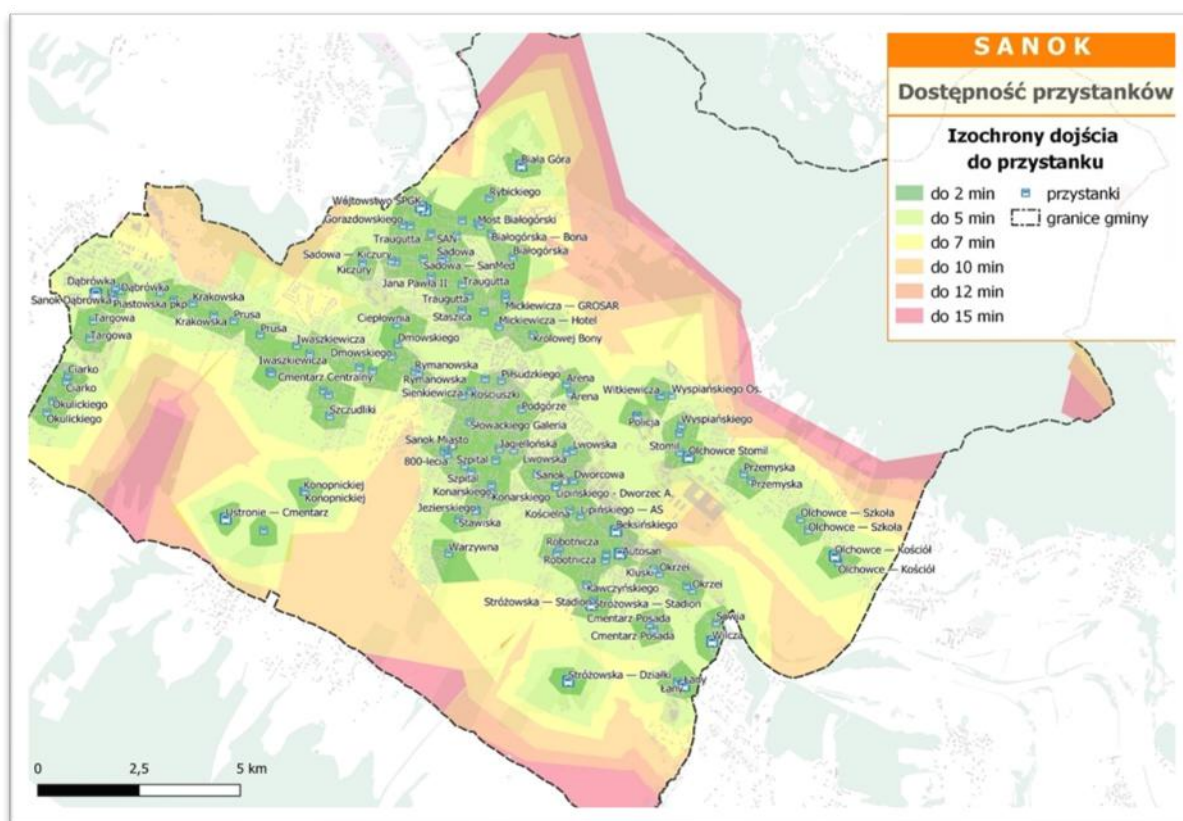 SANOK
Dostępność przystanków
Izochrony dojścia
do przystanku
do 2 min
przystanki
do 5 min
granice gminy
do 7 min
do 10 min
do 12 min
do 15 min
Biała Góra
Rybickiego
Wójtowstwo SPGK
Gorazdowskiego
Most Białogórski
Traugutta
SAN
Białogórska — Bona
Sadowa — Kiczury
Sadowa
Białogórska
Kiczury
Sadowa — SanMed
Jana Pawła II
Traugutta
Dąbrówka
Dąbrówka
Sanok Dąbrówka
Piastowska pkp
Krakowska
Traugutta
Mickiewicza — GROSAR
Targowa
Krakowska
Prusa
Ciepłownia
Staszica
Mickiewicza — Hotel
Targowa
Prusa
Dmowskiego
Królowej Bony
Iwaszkiewicza
Iwaszkiewicza
Dmowskiego
Ciarko
Cmentarz Centralny
Rymanowska
Rymanowska
Piłsudzkiego
Arena
Ciarko
Sienkiewicza
Kościuszki
Arena
Witkiewicza
Wyspiańskiego Os.
Okulickiego
Okulickiego
Szczudliki
Podgórze
Słowackiego Galeria
Policja
Wyspiańskiego
Sanok Miasto
Jagiellońska
Lwowska
Stomil
Olchowce Stomil
800-lecia
Szpital
Lwowska
Przemyska
Szpital
Sanok
Dworcowa
Przemyska
Konopnickiej
Konopnickiej
Konarskiego
Konarskiego
Lipińskiego - Dworzec A.
Ustronie — Cmentarz
Jezierskiego
Kościelna
Lipińskiego — AS
Olchowce — Szkoła
Stawiska
Beksińskiego
Olchowce — Szkoła
Warzywna
Robotnicza
Autosan
Olchowce — Kościół
Robotnicza
Kluski
Okrzei
Olchowce — Kościół
Kawczyńskiego
Okrzei
Stróżowska — Stadion
Stróżowska — Stadion
Cmentarz Posada
Sowia
Cmentarz Posada
Wilcza
Stróżowska — Działki
Łany
Łany
0
2,5
5 km